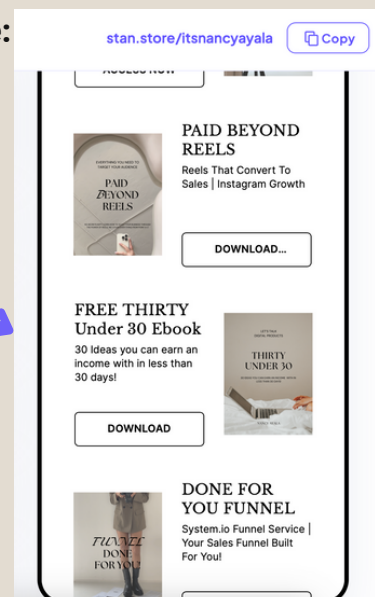 e:
stan.store/itsnancyayala
Copy
ACCESS NOW
PAID BEYOND
REELS
Reels That Convert To
Sales | Instagram Growth
DOWNLOAD...
PAID
BEYOND
REELS
FREE THIRTY
Under 30 Ebook
30 Ideas you can earn an
income with in less than
30 days!
DOWNLOAD
THIRTY
UNDER 30
DONE FOR
YOU FUNNEL
System.io Funnel Service |
Your Sales Funnel Built
For You!
FUNNEL
DONE
FOR YOU